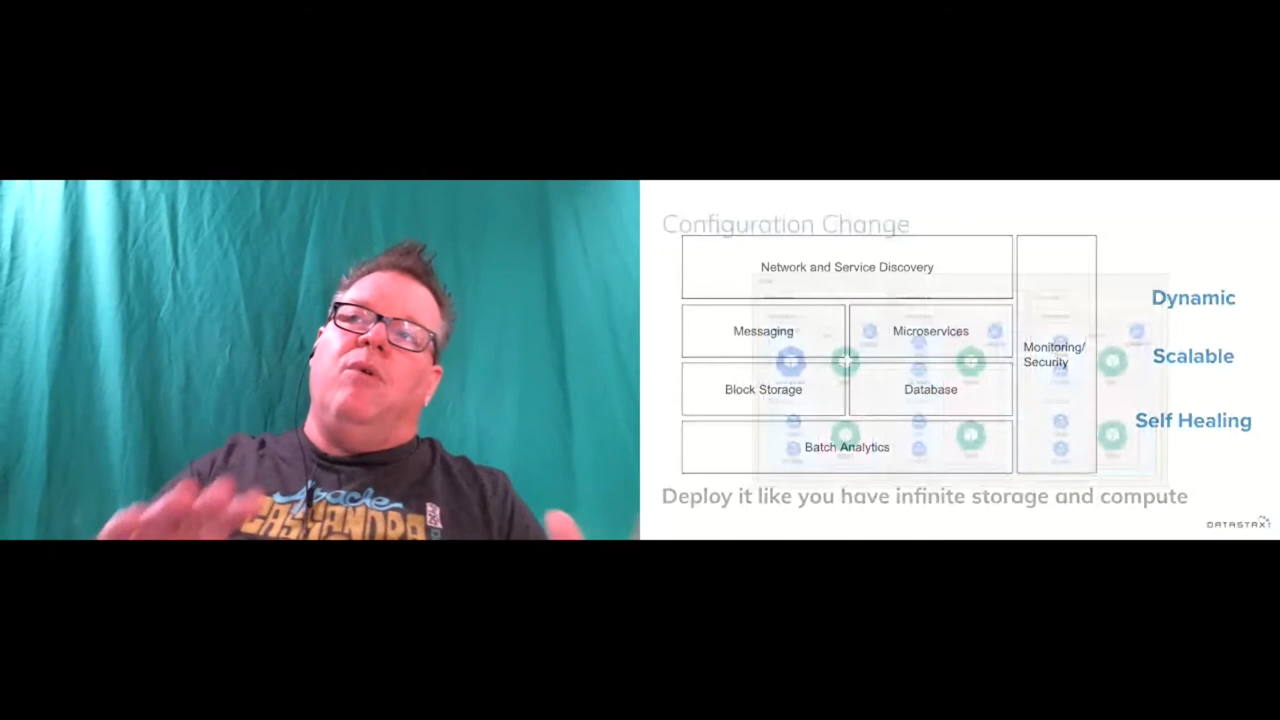 Apache
CASSANDRA
Configuration Change
Network and Service Discovery
Messaging
Microservices
Monitoring/
Security
Block Storage
Database
Batch Analytics
Dynamic
Scalable
Self Healing
Deploy it like you have infinite storage and compute
DATASTAX